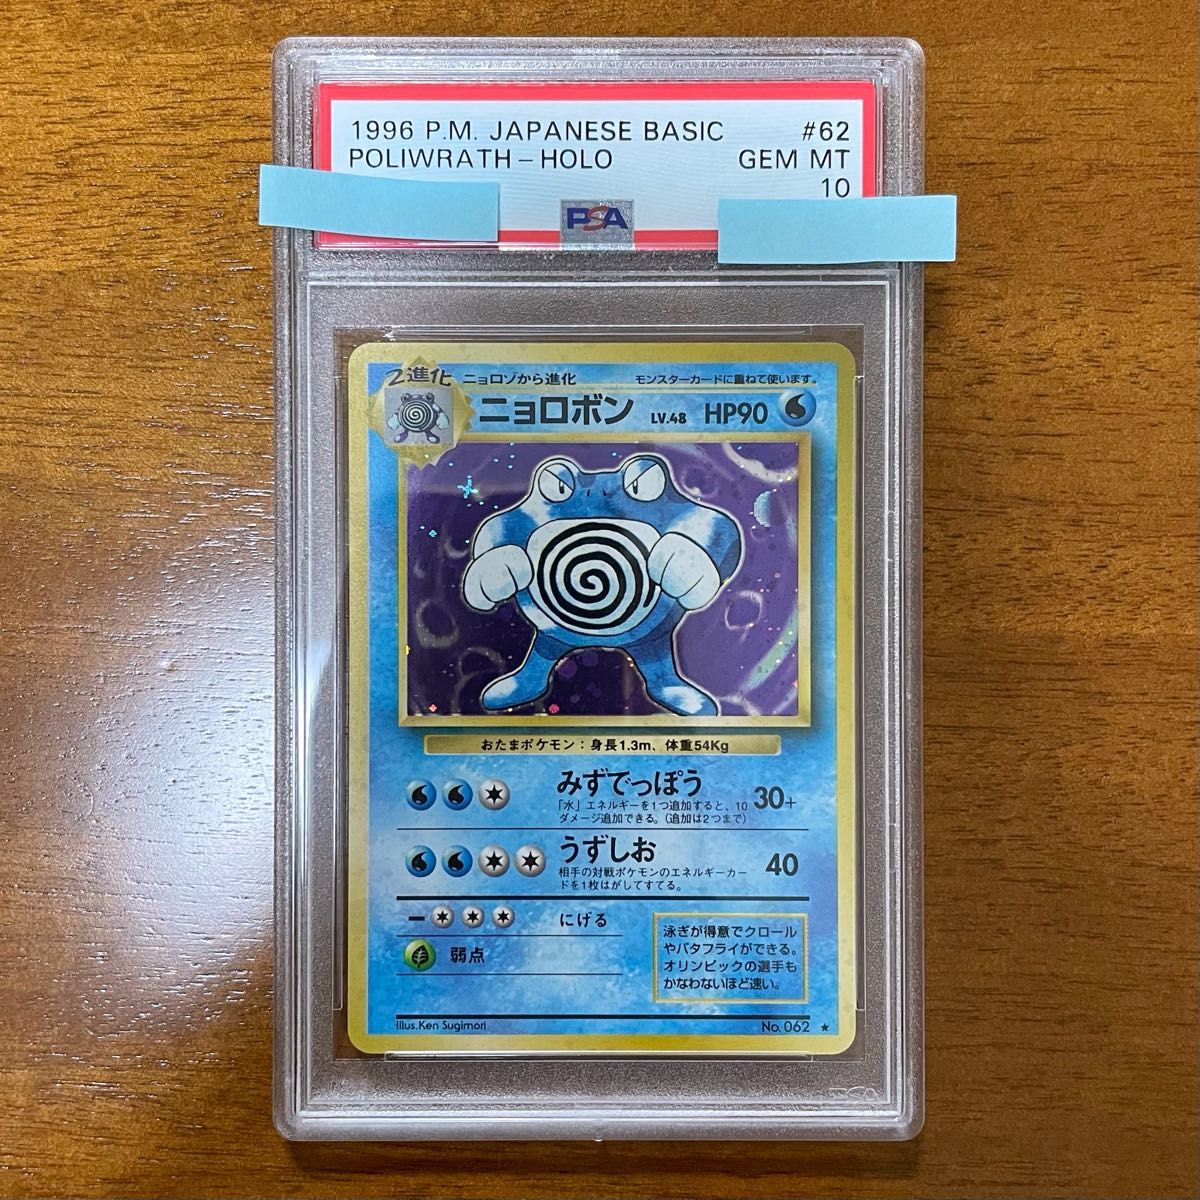 1996 P.M. JAPANESE BASIC #62
POLIWRATH - HOLO GEM MT
10
PSA
2進化 ニョロゾから進化 モンスターカードに重ねて使います。
ニョロボン LV.48 HP90
おたまポケモン：身長1.3m、体重54Kg
みずでっぽう 30+
「水」エネルギーを1つ追加すると、10
ダメージ追加できる。（追加は2つまで）
うずしお 40
相手の対戦ポケモンのエネルギーカー
ドを1枚はがしてすてる。
にげる
弱点
泳ぎが得意でクロール
やバタフライができる。
オリンピックの選手も
かなわないほど速い。
Illus.Ken Sugimori No. 062 ★
PSA